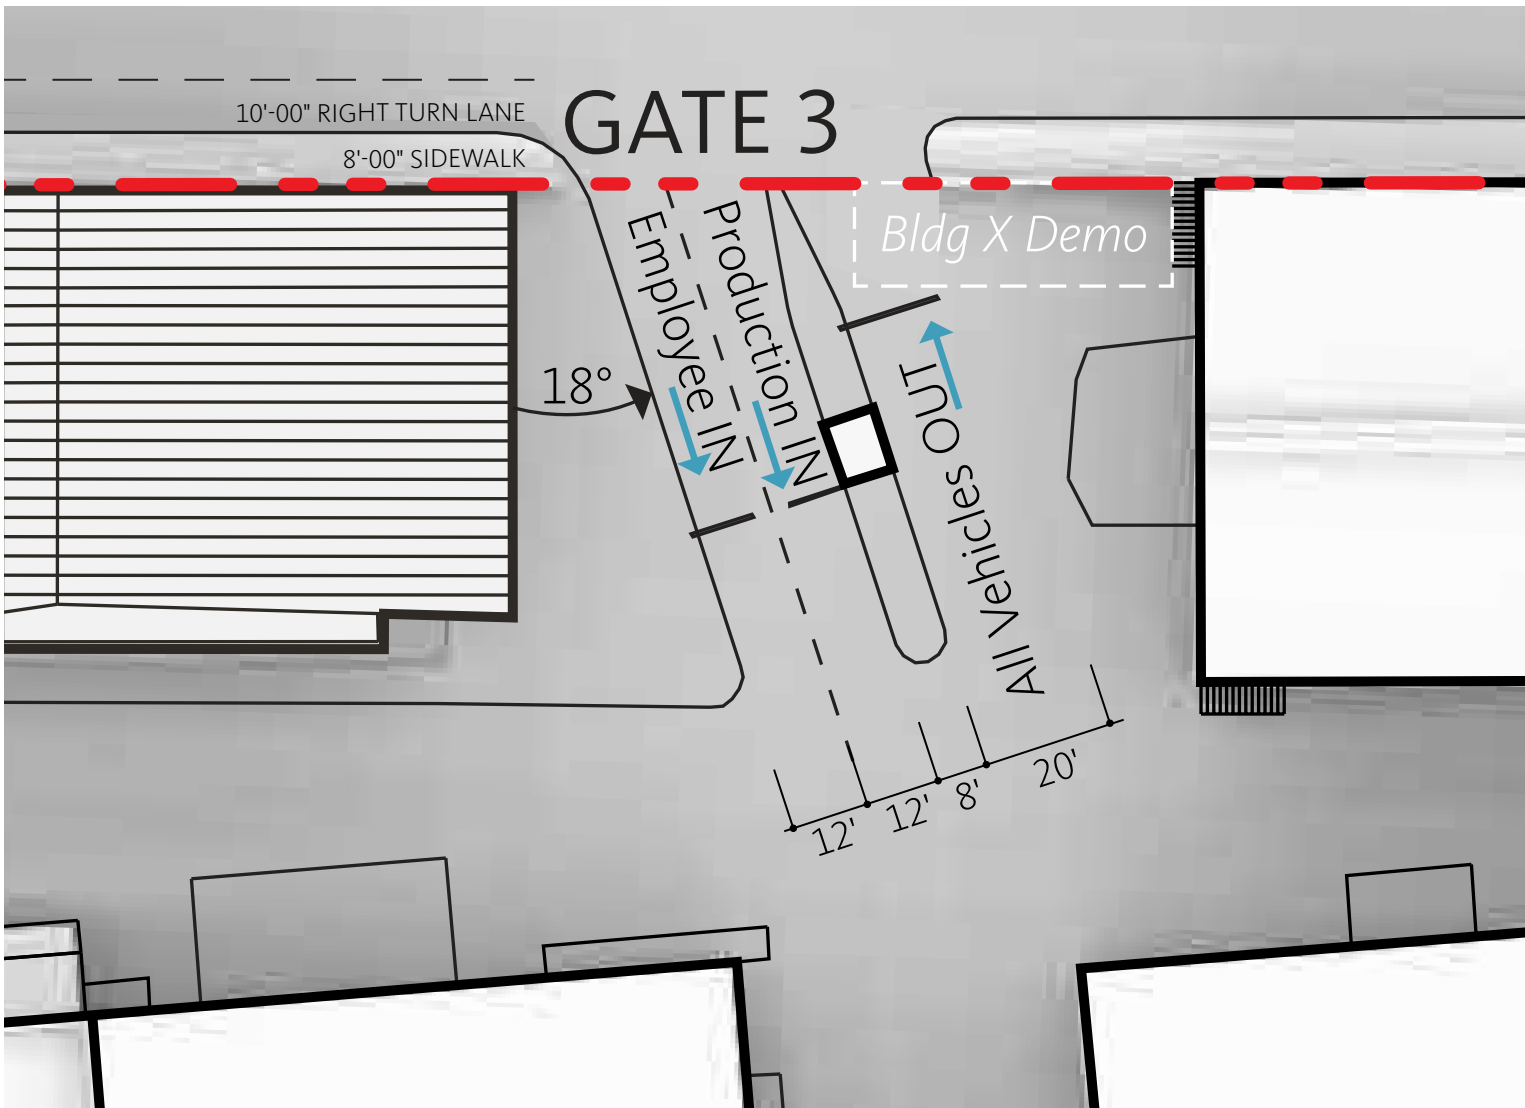 10'-00" RIGHT TURN LANE
GATE 3
8'-00" SIDEWALK
Bldg X Demo
Employee IN
Production IN
18°
All Vehicles OUT
12'
12'
8'
20'